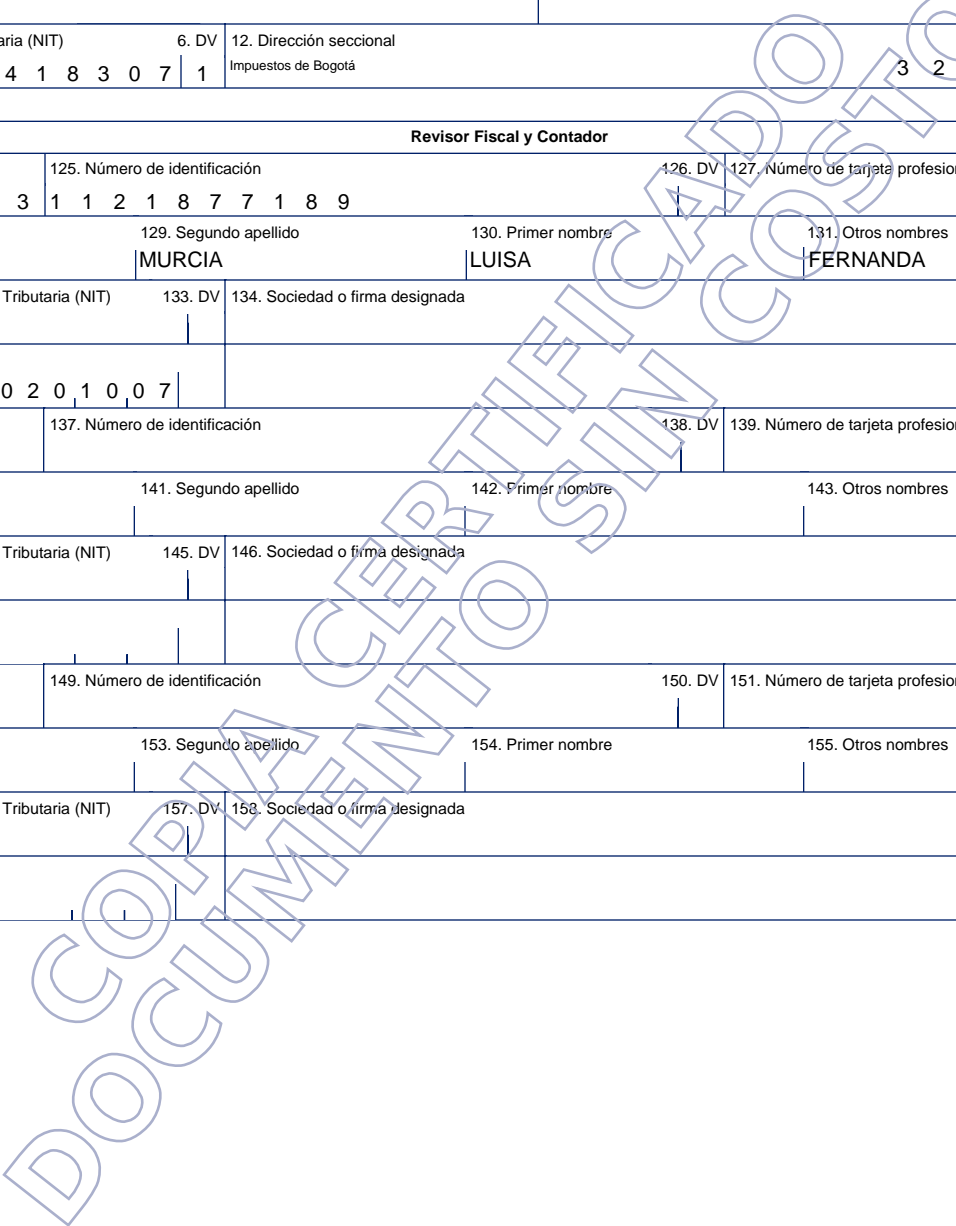 aria (NIT) 6. DV 12. Dirección seccional
4 1 8 3 0 7 1 Impuestos de Bogotá 3 2
Revisor Fiscal y Contador
125. Número de identificación 126. DV 127. Número de tarjeta profesion
3 1 1 2 1 8 7 7 1 8 9
129. Segundo apellido 130. Primer nombre 131. Otros nombres
MURCIA LUISA FERNANDA
Tributaria (NIT) 133. DV 134. Sociedad o firma designada
0 2 0 1 0 0 7
137. Número de identificación 138. DV 139. Número de tarjeta profesion
141. Segundo apellido 142. Primer nombre 143. Otros nombres
Tributaria (NIT) 145. DV 146. Sociedad o firma designada
149. Número de identificación 150. DV 151. Número de tarjeta profesion
153. Segundo apellido 154. Primer nombre 155. Otros nombres
Tributaria (NIT) 157. DV 158. Sociedad o firma designada
COPIA CERTIFICADO
DOCUMENTO SIN COSTO